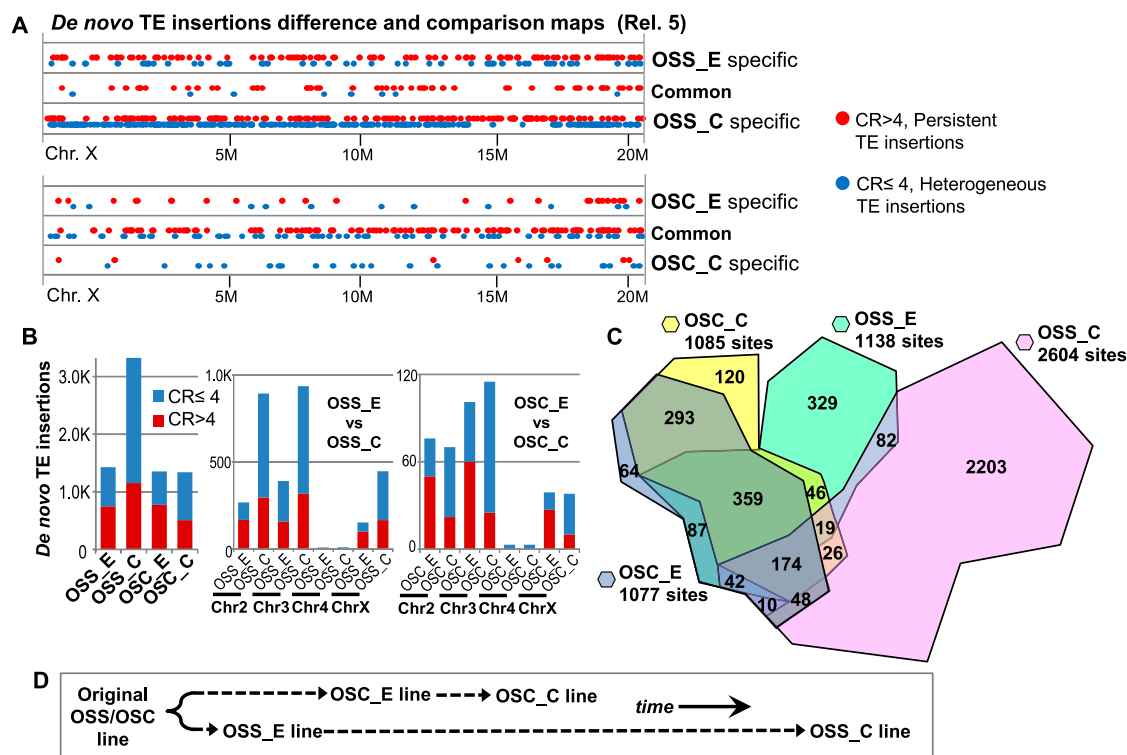 A
De novo TE insertions difference and comparison maps (Rel. 5)
OSS_E specific
Common
OSS_C specific
Chr. X
5M
10M
15M
20M
CR>4, Persistent
TE insertions
CR≤ 4, Heterogeneous
TE insertions
OSC_E specific
Common
OSC_C specific
Chr. X
5M
10M
15M
20M
B
De novo TE insertions
3.0K
2.0K
1.0K
0
CR≤ 4
CR>4
OSS_E
OSS_C
OSC_E
OSC_C
1.0K
500
0
OSS_E
vs
OSS_C
OSS_E
OSS_C
OSS_E
OSS_C
OSS_E
OSS_C
OSS_E
OSS_C
Chr2
Chr3
Chr4
ChrX
120
60
0
OSC_E
vs
OSC_C
OSC_E
OSC_C
OSC_E
OSC_C
OSC_E
OSC_C
OSC_E
OSC_C
Chr2
Chr3
Chr4
ChrX
C
OSC_C
1085 sites
OSS_E
1138 sites
OSS_C
2604 sites
OSC_E
1077 sites
120
329
293
82
2203
64
359
46
87
19
26
174
42
10
48
D
Original
OSS/OSC
line
OSC_E line
OSC_C line
time
OSS_E line
OSS_C line